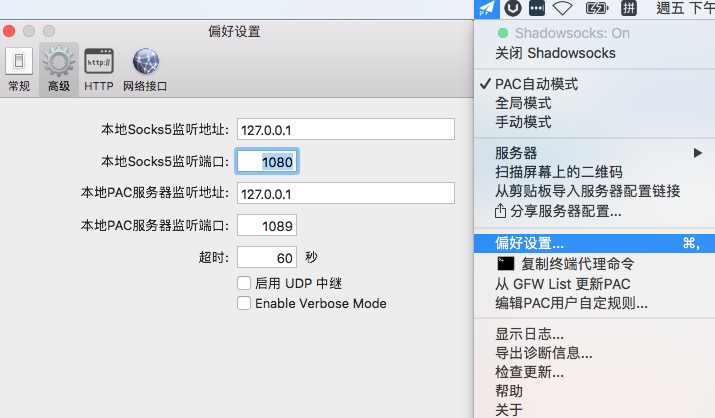 偏好设置
常规
高级
http://
HTTP
网络接口
本地Socks5监听地址: 127.0.0.1
本地Socks5监听端口: 1080
本地PAC服务器监听地址: 127.0.0.1
本地PAC服务器监听端口: 1089
超时: 60 秒
启用 UDP 中继
Enable Verbose Mode
拼
週五 下午
Shadowsocks: On
关闭 Shadowsocks
PAC自动模式
全局模式
手动模式
服务器
扫描屏幕上的二维码
从剪贴板导入服务器配置链接
分享服务器配置...
偏好设置... ⌘,
复制终端代理命令
从 GFW List 更新PAC
编辑PAC用户自定规则...
显示日志...
导出诊断信息...
检查更新...
帮助
关于